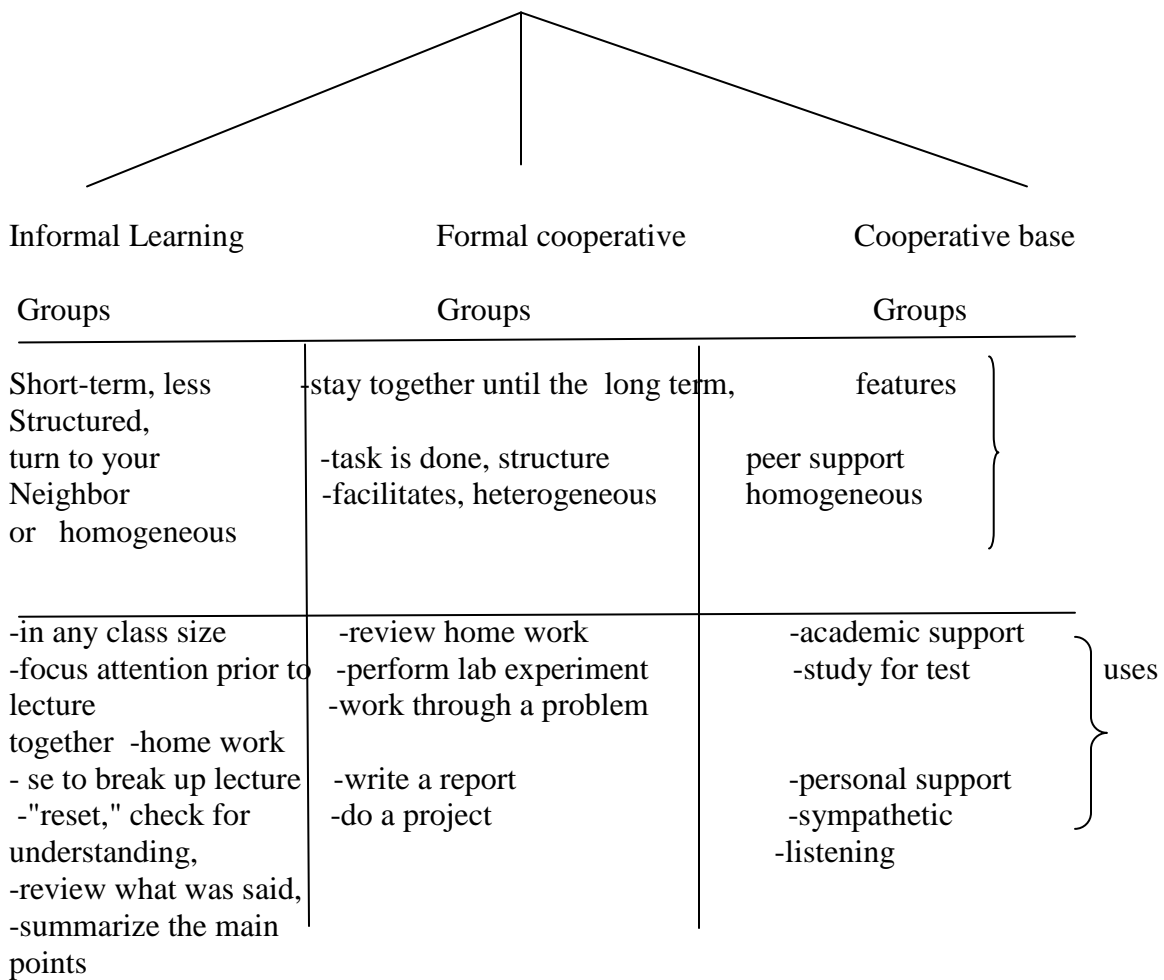 Informal Learning Formal cooperative Cooperative base
Groups Groups Groups
Short-term, less -stay together until the long term, features
Structured,
turn to your -task is done, structure peer support
Neighbor -facilitates, heterogeneous homogeneous
or homogeneous
-in any class size -review home work -academic support
-focus attention prior to -perform lab experiment -study for test uses
lecture -work through a problem
together -home work
- se to break up lecture -write a report -personal support
-"reset," check for -do a project -sympathetic
understanding, -listening
-review what was said,
-summarize the main
points